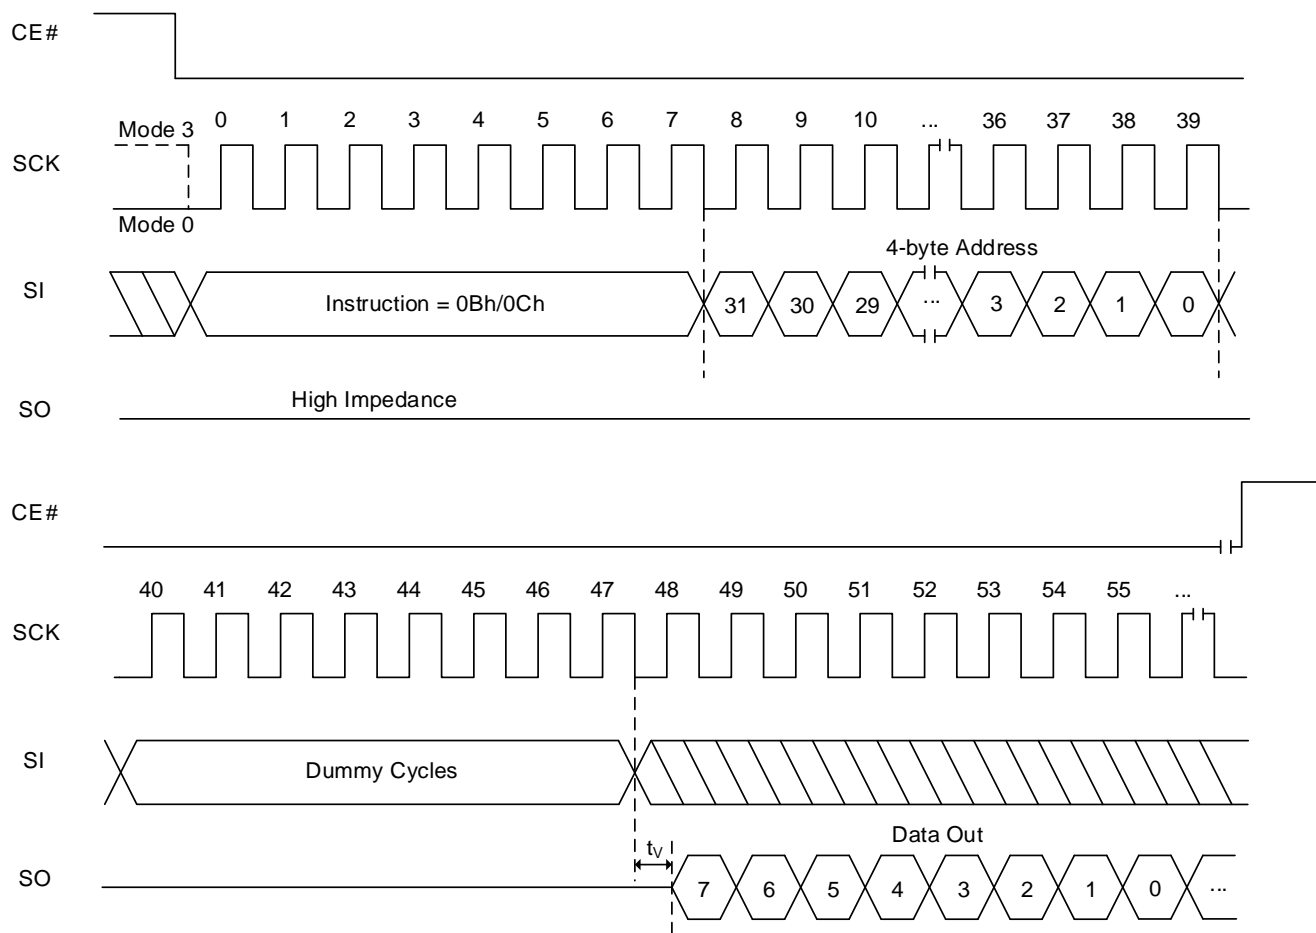 CE#
Mode 3 0 1 2 3 4 5 6 7 8 9 10 ... 36 37 38 39
SCK
Mode 0
4-byte Address
SI Instruction = 0Bh/0Ch 31 30 29 ... 3 2 1 0
High Impedance
SO
CE#
40 41 42 43 44 45 46 47 48 49 50 51 52 53 54 55 ...
SCK
SI Dummy Cycles
Data Out
tV
SO 7 6 5 4 3 2 1 0 ...